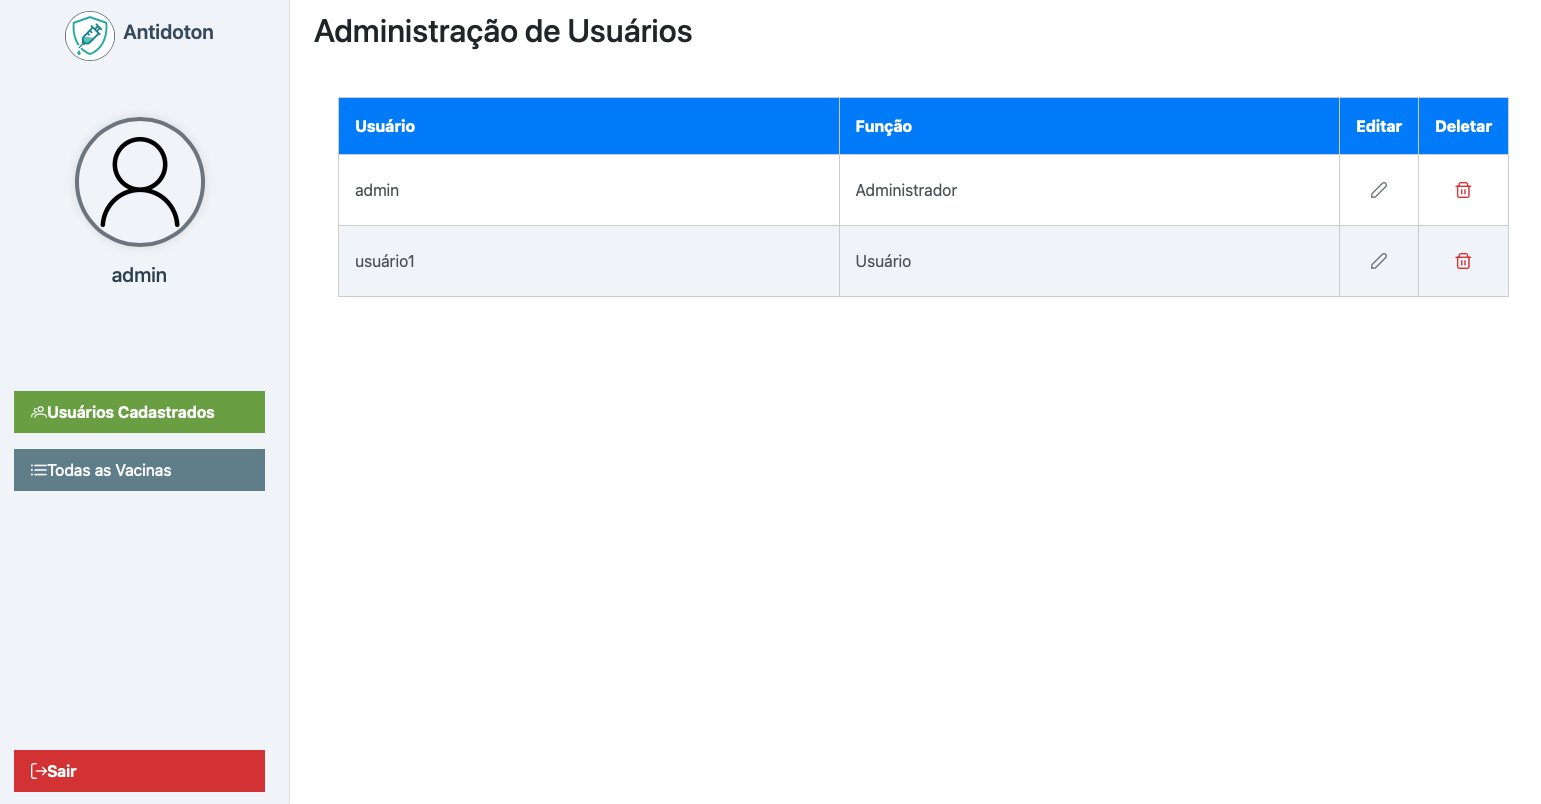 Antidoton
admin
Usuários Cadastrados
Todas as Vacinas
Sair
Administração de Usuários
Usuário Função Editar Deletar
admin Administrador
usuário1 Usuário